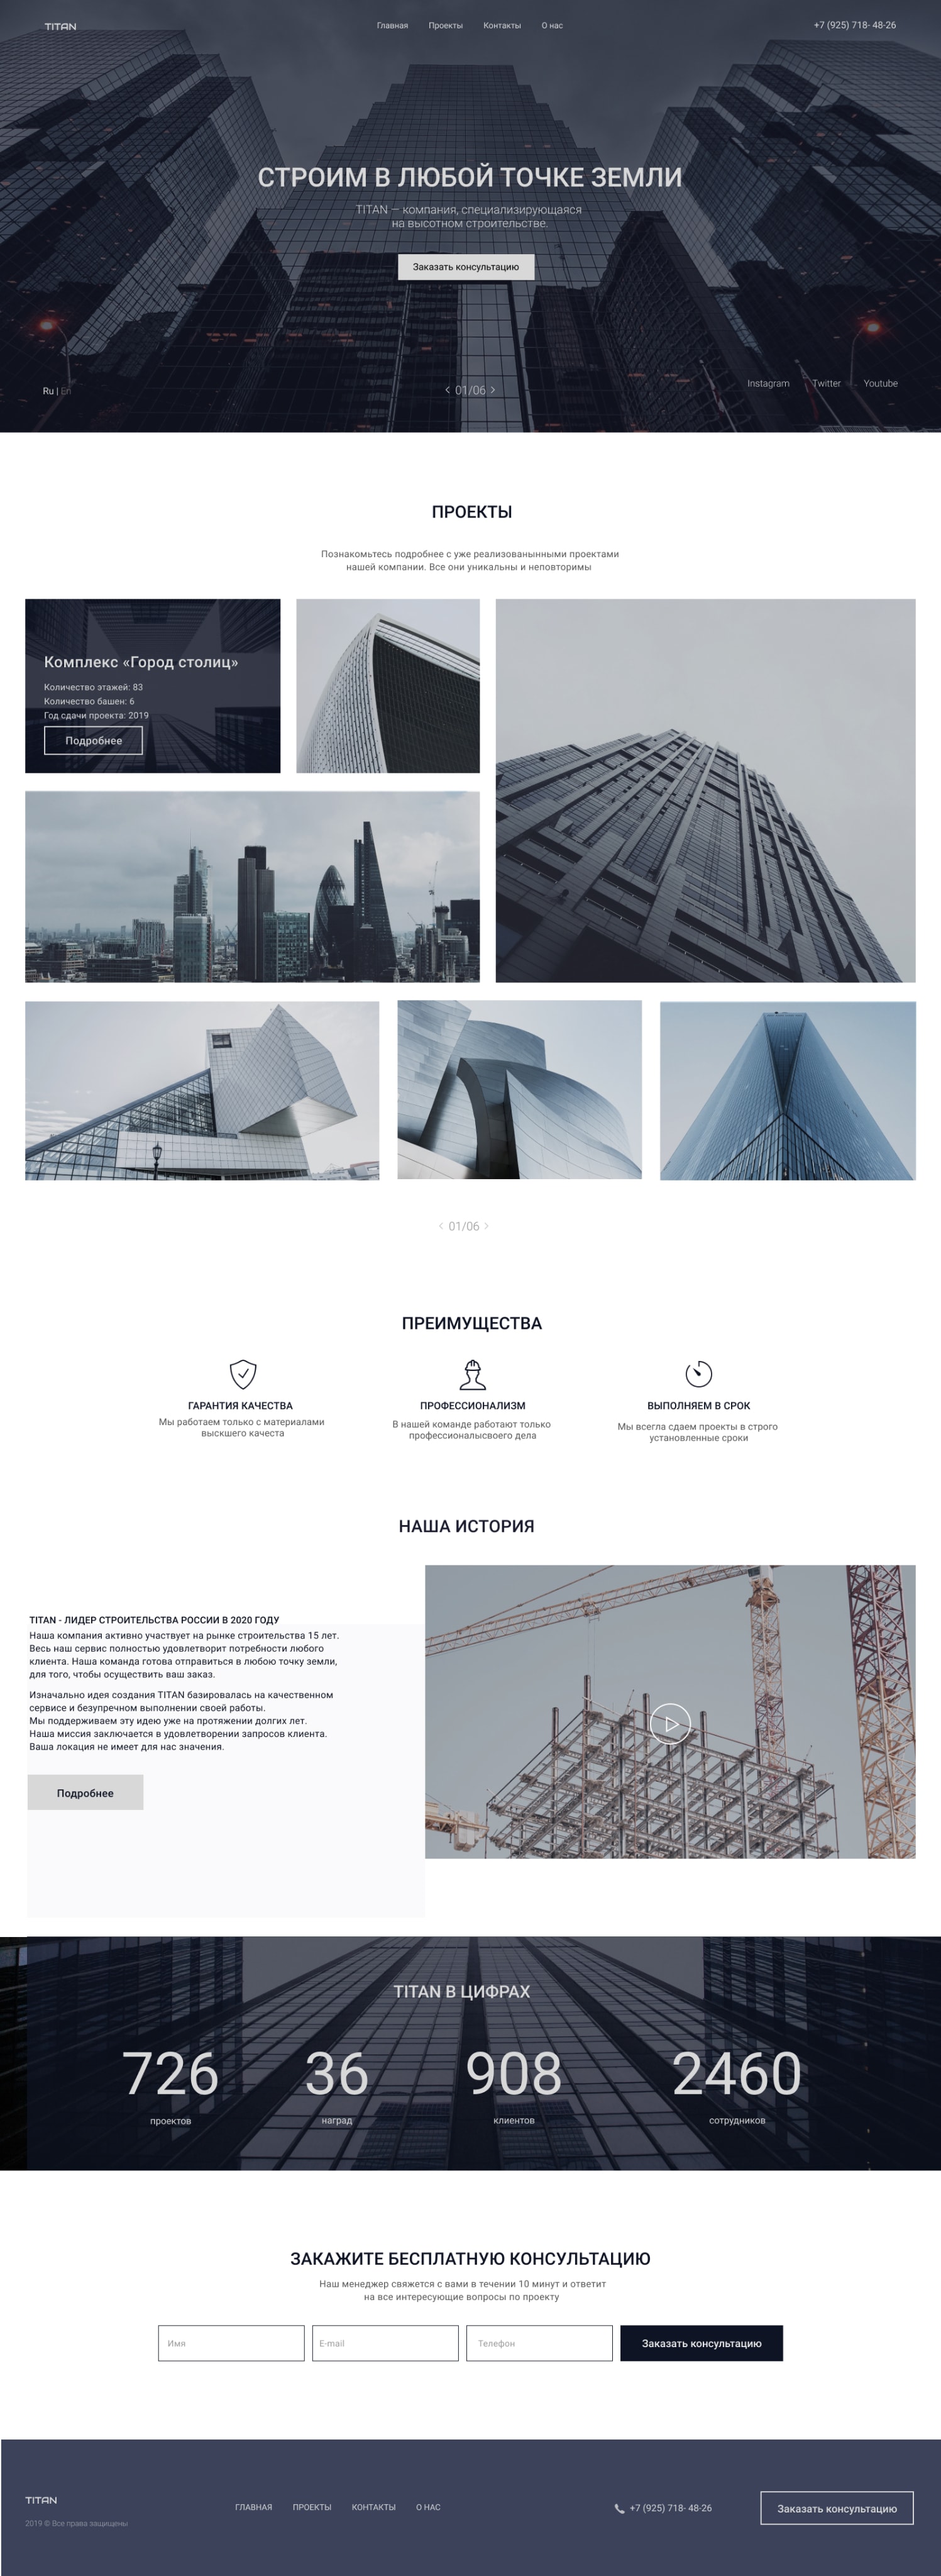 TITAN
Главная Проекты Контакты О нас
+7 (925) 718- 48-26
СТРОИМ В ЛЮБОЙ ТОЧКЕ ЗЕМЛИ
TITAN — компания, специализирующаяся
на высотном строительстве.
Заказать консультацию
Ru | En
< 01/06 >
Instagram Twitter Youtube
ПРОЕКТЫ
Познакомьтесь подробнее с уже реализованынными проектами
нашей компании. Все они уникальны и неповторимы
Комплекс «Город столиц»
Количество этажей: 83
Количество башен: 6
Год сдачи проекта: 2019
Подробнее
< 01/06 >
ПРЕИМУЩЕСТВА
ГАРАНТИЯ КАЧЕСТВА
Мы работаем только с материалами
выскшего качеста
ПРОФЕССИОНАЛИЗМ
В нашей команде работают только
профессионалысвоего дела
ВЫПОЛНЯЕМ В СРОК
Мы всегла сдаем проекты в строго
установленные сроки
НАША ИСТОРИЯ
TITAN - ЛИДЕР СТРОИТЕЛЬСТВА РОССИИ В 2020 ГОДУ
Наша компания активно участвует на рынке строительства 15 лет.
Весь наш сервис полностью удовлетворит потребности любого
клиента. Наша команда готова отправиться в любою точку земли,
для того, чтобы осуществить ваш заказ.
Изначально идея создания TITAN базировалась на качественном
сервисе и безупречном выполнении своей работы.
Мы поддерживаем эту идею уже на протяжении долгих лет.
Наша миссия заключается в удовлетворении запросов клиента.
Ваша локация не имеет для нас значения.
Подробнее
TITAN В ЦИФРАХ
726 36 908 2460
проектов наград клиентов сотрудников
ЗАКАЖИТЕ БЕСПЛАТНУЮ КОНСУЛЬТАЦИЮ
Наш менеджер свяжется с вами в течении 10 минут и ответит
на все интересующие вопросы по проекту
Имя E-mail Телефон Заказать консультацию
TITAN
2019 © Все права защищены
ГЛАВНАЯ ПРОЕКТЫ КОНТАКТЫ О НАС
+7 (925) 718- 48-26
Заказать консультацию